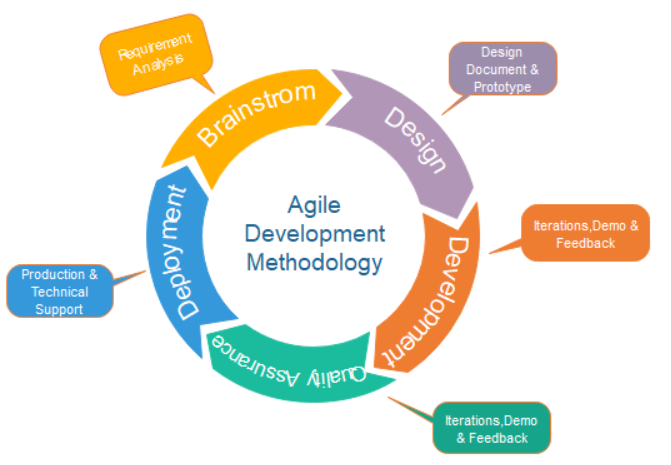 Requirement
Analysis
Brainstrom
Design
Document &
Prototype
Design
Agile
Development
Methodology
Iterations,Demo &
Feedback
Development
Production &
Technical
Support
Deployment
Quality Assurance
Iterations,Demo
& Feedback